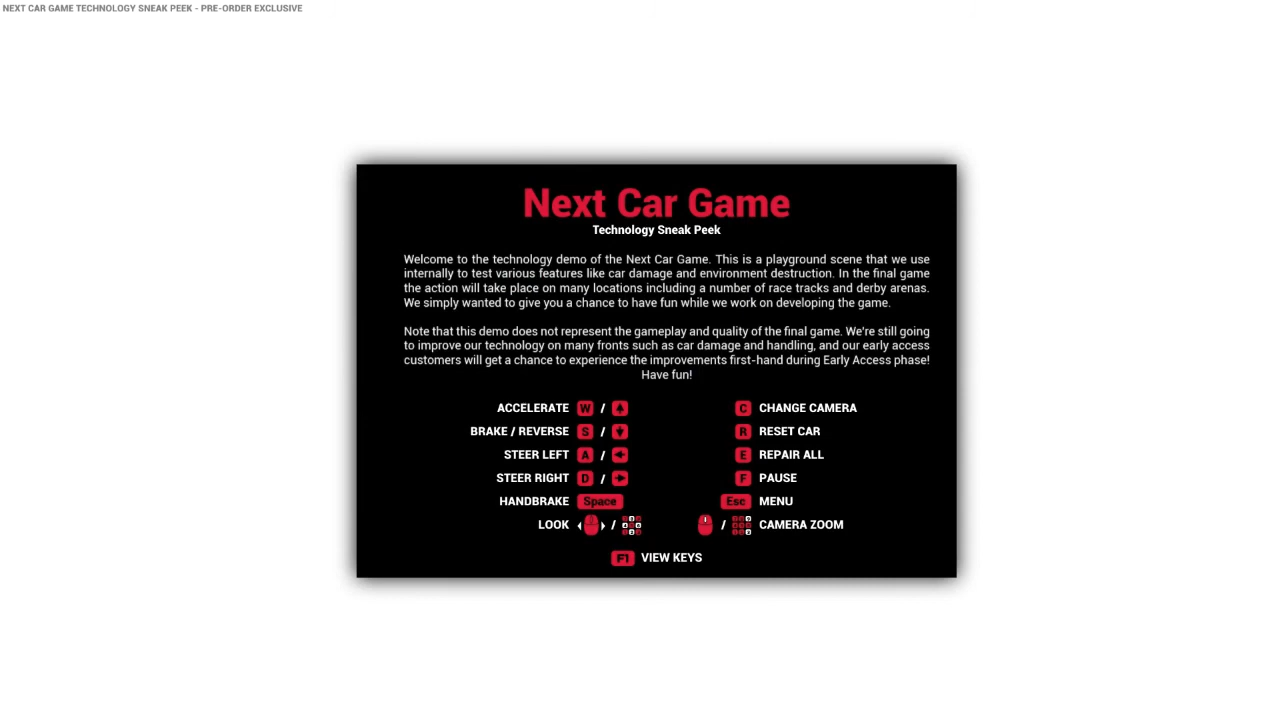 NEXT CAR GAME TECHNOLOGY SNEAK PEEK - PRE-ORDER EXCLUSIVE
Next Car Game
Technology Sneak Peek
Welcome to the technology demo of the Next Car Game. This is a playground scene that we use
internally to test various features like car damage and environment destruction. In the final game
the action will take place on many locations including a number of race tracks and derby arenas.
We simply wanted to give you a chance to have fun while we work on developing the game.
Note that this demo does not represent the gameplay and quality of the final game. We're still going
to improve our technology on many fronts such as car damage and handling, and our early access
customers will get a chance to experience the improvements first-hand during Early Access phase!
Have fun!
ACCELERATE W / C CHANGE CAMERA
BRAKE / REVERSE S / R RESET CAR
STEER LEFT A / E REPAIR ALL
STEER RIGHT D / F PAUSE
HANDBRAKE Space Esc MENU
LOOK / / CAMERA ZOOM
F1 VIEW KEYS